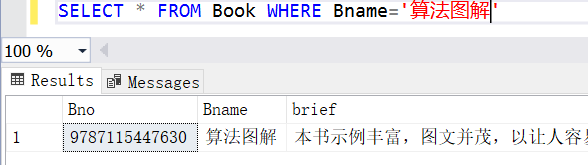 SELECT * FROM Book WHERE Bname='算法图解'
100 %
Results Messages
Bno Bname brief
1 9787115447630 算法图解 本书示例丰富，图文并茂，以让人容